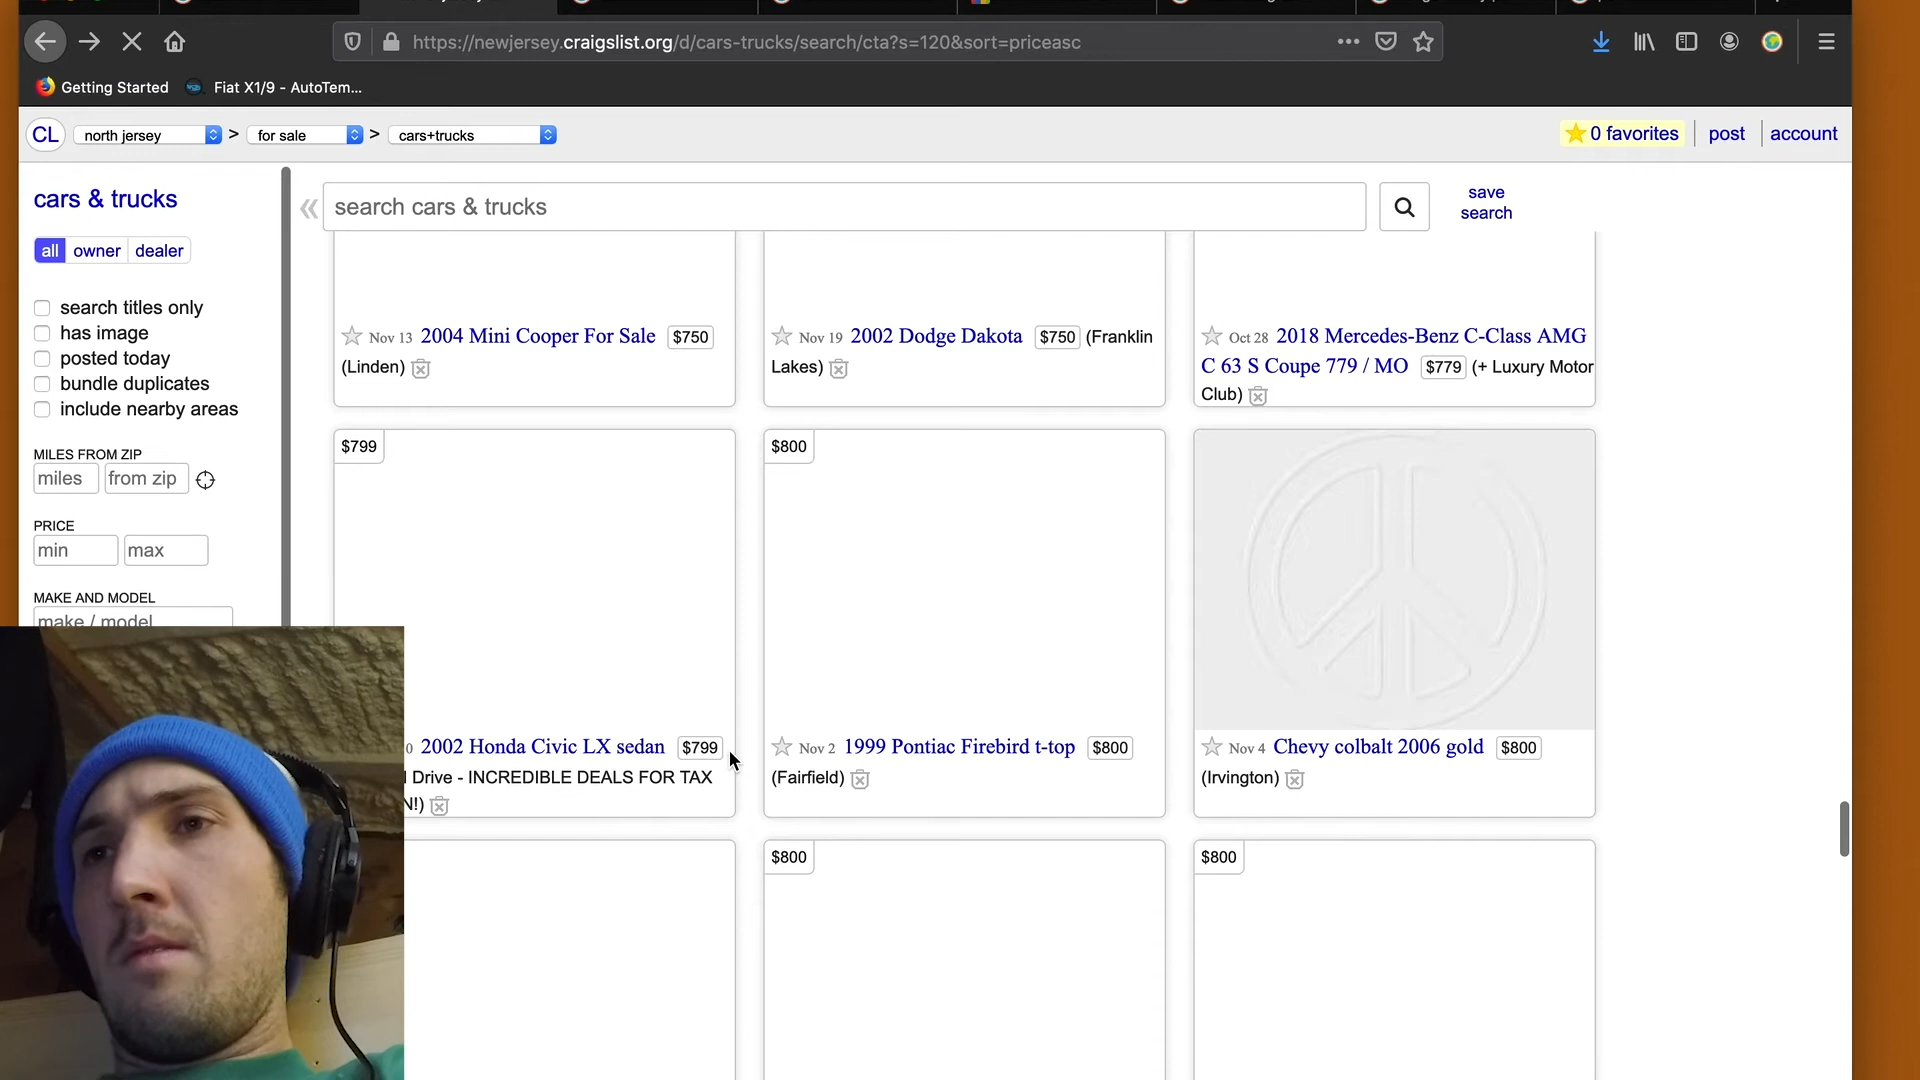 https://newjersey.craigslist.org/d/cars-trucks/search/cta?s=120&sort=priceasc
Getting Started
Fiat X1/9 - AutoTem...
CL
north jersey
>
for sale
>
cars+trucks
0 favorites
post
account
cars & trucks
all
owner
dealer
search titles only
has image
posted today
bundle duplicates
include nearby areas
MILES FROM ZIP
miles
from zip
PRICE
min
max
MAKE AND MODEL
make / model
«
search cars & trucks
save
search
Nov 13 2004 Mini Cooper For Sale $750
(Linden)
Nov 19 2002 Dodge Dakota $750 (Franklin
Lakes)
Oct 28 2018 Mercedes-Benz C-Class AMG
C 63 S Coupe 779 / MO $779 (+ Luxury Motor
Club)
$799
0 2002 Honda Civic LX sedan $799
Drive - INCREDIBLE DEALS FOR TAX
N!)
$800
Nov 2 1999 Pontiac Firebird t-top $800
(Fairfield)
Nov 4 Chevy colbalt 2006 gold $800
(Irvington)
$800
$800